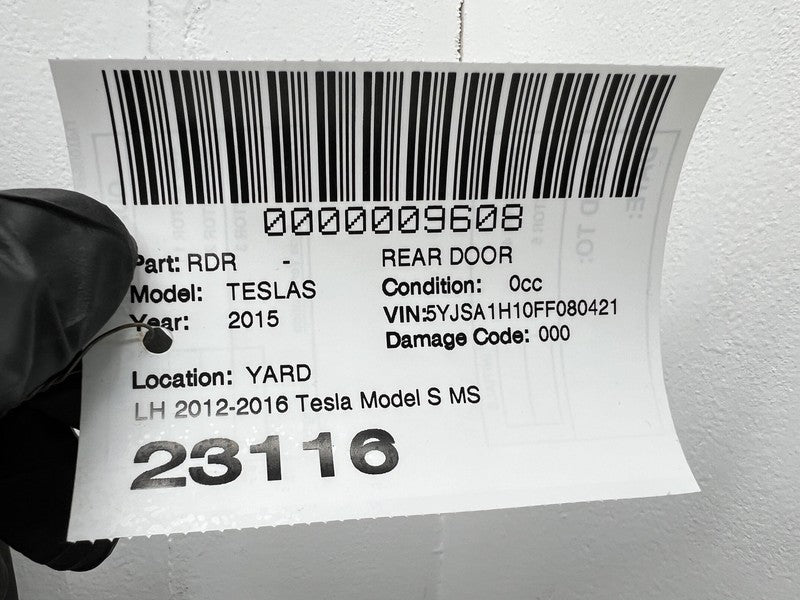 0000009608
Part: RDR - REAR DOOR
Model: TESLAS Condition: 0cc
Year: 2015 VIN:5YJSA1H10FF080421
Damage Code: 000
Location: YARD
LH 2012-2016 Tesla Model S MS
23116